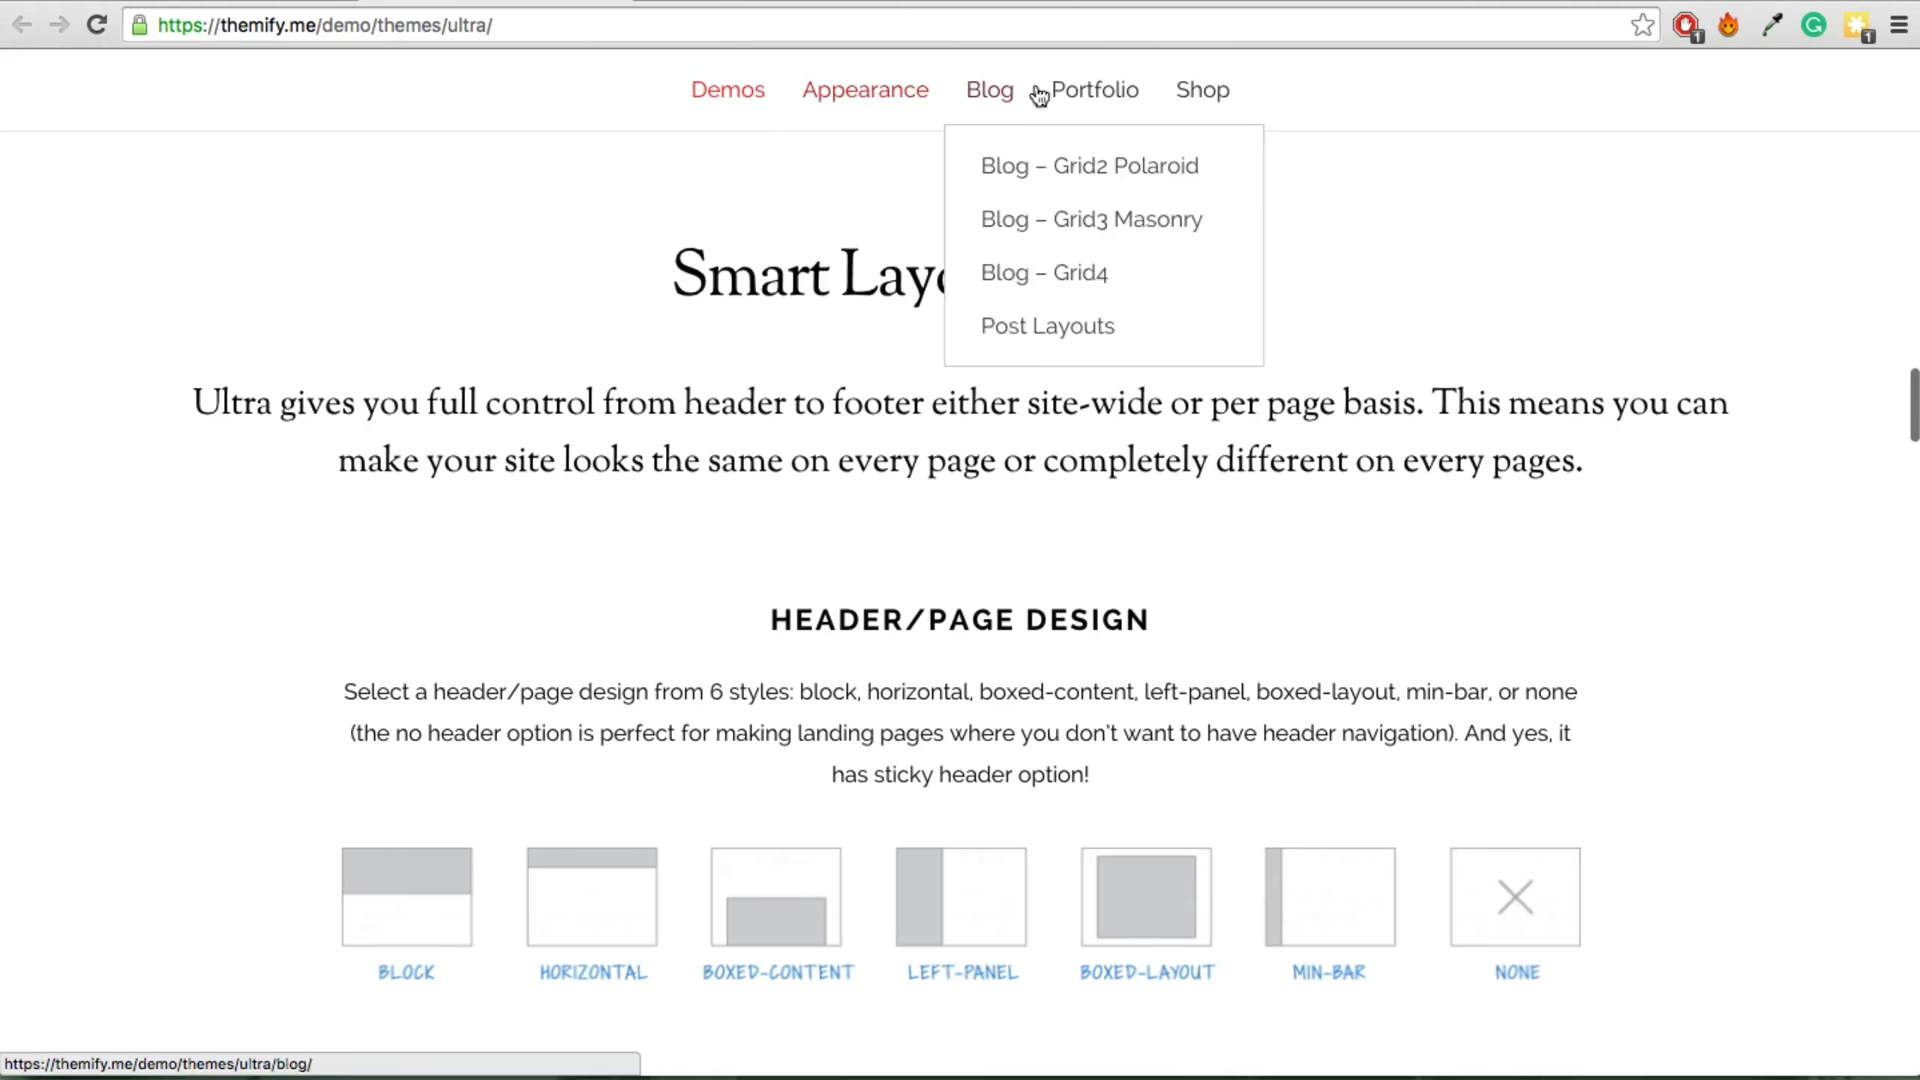 https://themify.me/demo/themes/ultra/
1
1
Demos Appearance Blog Portfolio Shop
Blog – Grid2 Polaroid
Blog – Grid3 Masonry
Blog – Grid4
Post Layouts
Smart Layo
Ultra gives you full control from header to footer either site-wide or per page basis. This means you can
make your site looks the same on every page or completely different on every pages.
HEADER/PAGE DESIGN
Select a header/page design from 6 styles: block, horizontal, boxed-content, left-panel, boxed-layout, min-bar, or none
(the no header option is perfect for making landing pages where you don't want to have header navigation). And yes, it
has sticky header option!
BLOCK HORIZONTAL BOXED-CONTENT LEFT-PANEL BOXED-LAYOUT MIN-BAR NONE
https://themify.me/demo/themes/ultra/blog/